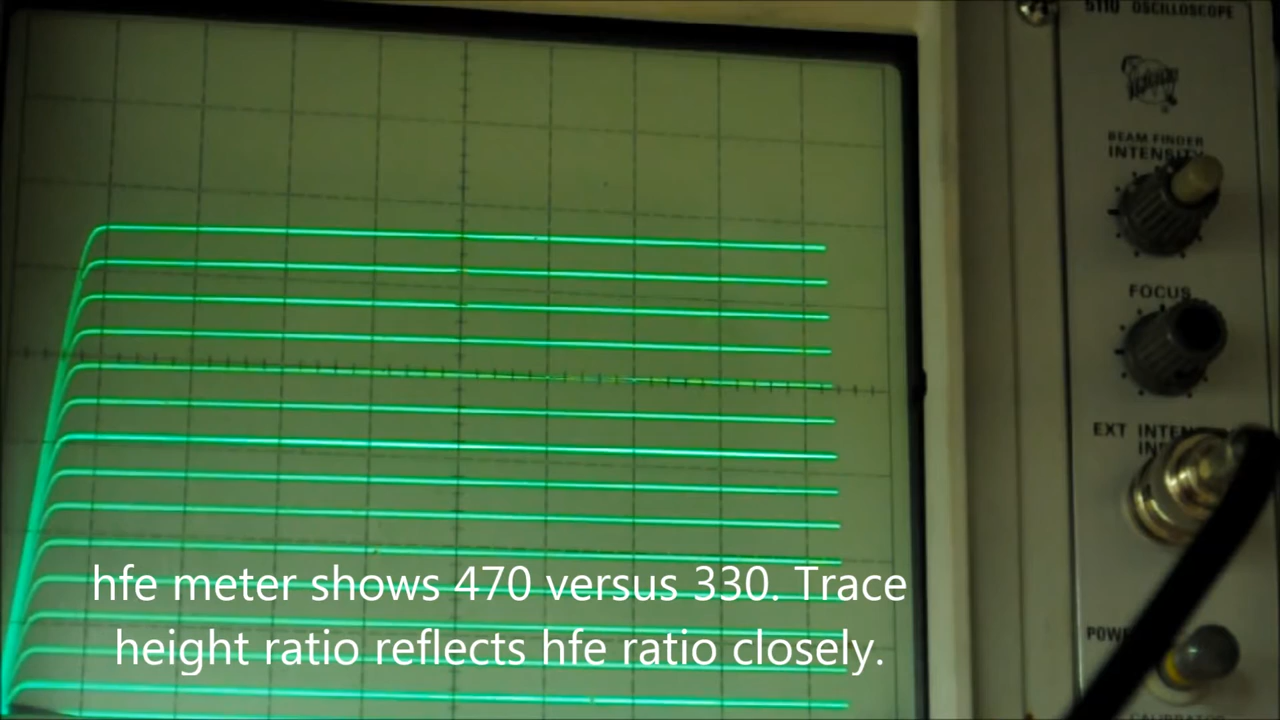 5110 OSCILLOSCOPE
BEAM FINDER
INTENSITY
FOCUS
EXT
hfe meter shows 470 versus 330. Trace
height ratio reflects hfe ratio closely.